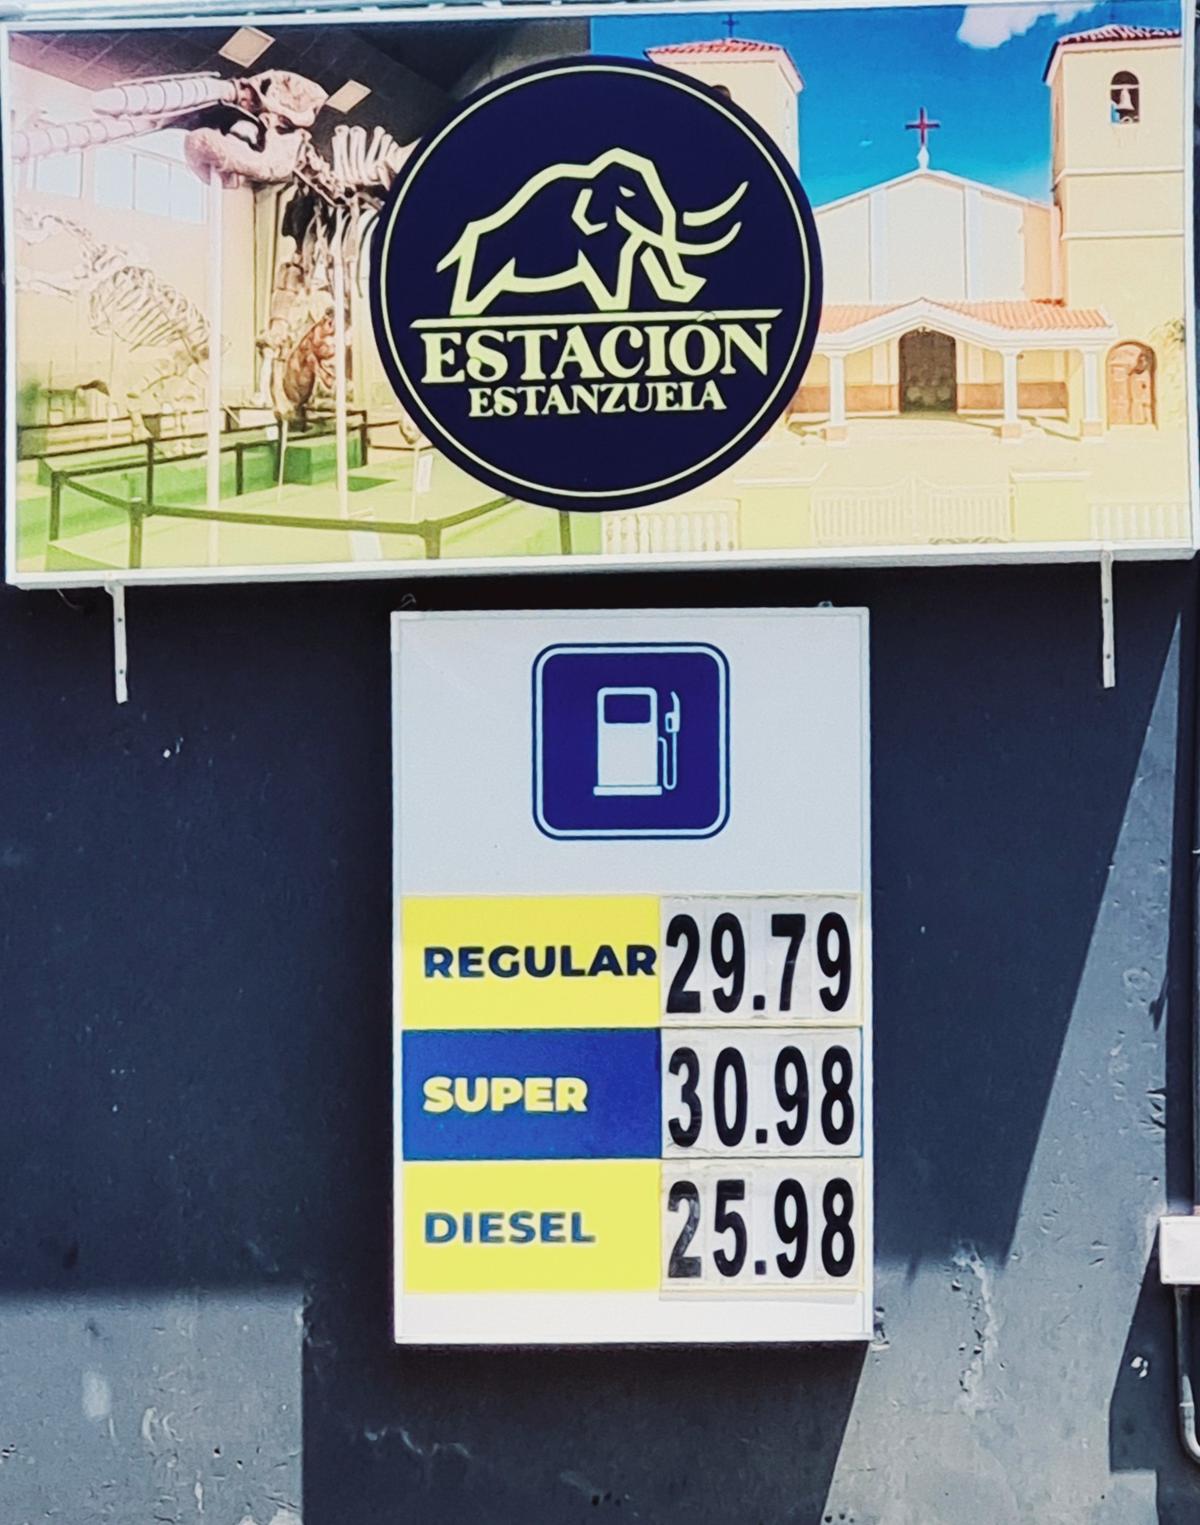 ESTACIÓN
ESTANZUELA
REGULAR 29.79
SUPER 30.98
DIESEL 25.98